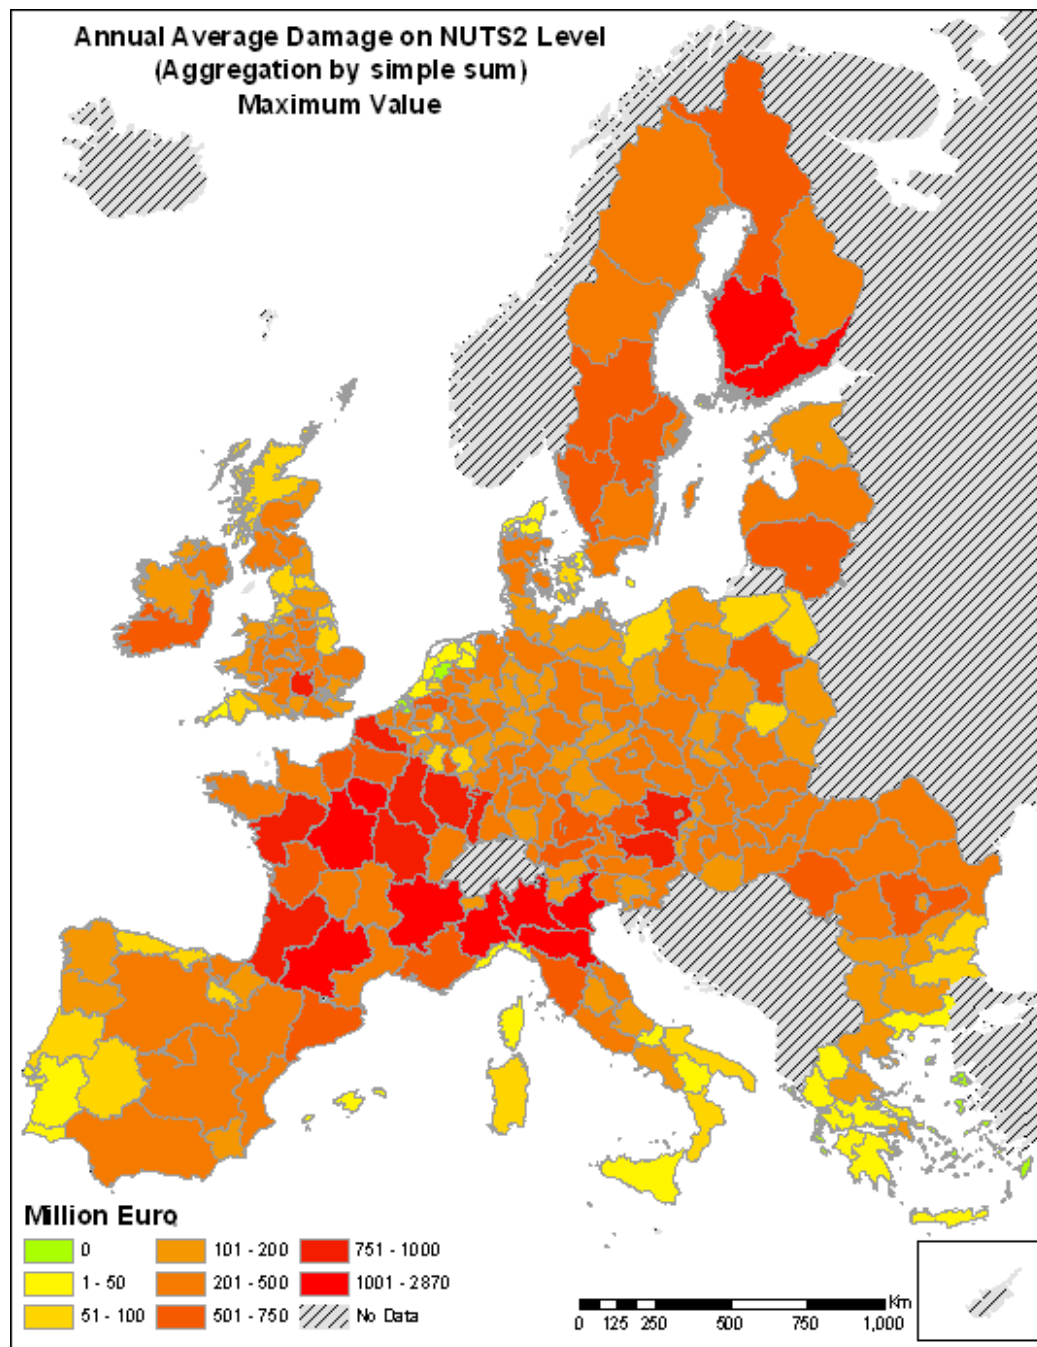 Annual Average Damage on NUTS2 Level
(Aggregation by simple sum)
Maximum Value
Million Euro
0
101 - 200
751 - 1000
1 - 50
201 - 500
1001 - 2870
51 - 100
501 - 750
No Data
Km
0 125 250 500 750 1,000